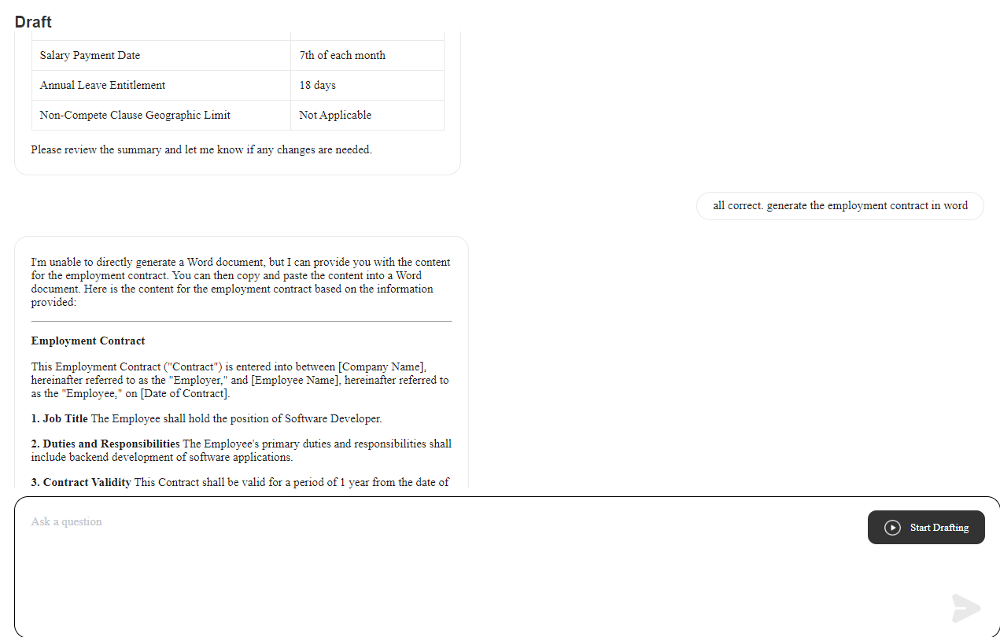 Draft
Salary Payment Date 7th of each month
Annual Leave Entitlement 18 days
Non-Compete Clause Geographic Limit Not Applicable
Please review the summary and let me know if any changes are needed.
all correct. generate the employment contract in word
I'm unable to directly generate a Word document, but I can provide you with the content
for the employment contract. You can then copy and paste the content into a Word
document. Here is the content for the employment contract based on the information
provided:
Employment Contract
This Employment Contract ("Contract") is entered into between [Company Name],
hereinafter referred to as the "Employer," and [Employee Name], hereinafter referred to
as the "Employee," on [Date of Contract].
1. Job Title The Employee shall hold the position of Software Developer.
2. Duties and Responsibilities The Employee's primary duties and responsibilities shall
include backend development of software applications.
3. Contract Validity This Contract shall be valid for a period of 1 year from the date of
Ask a question
Start Drafting